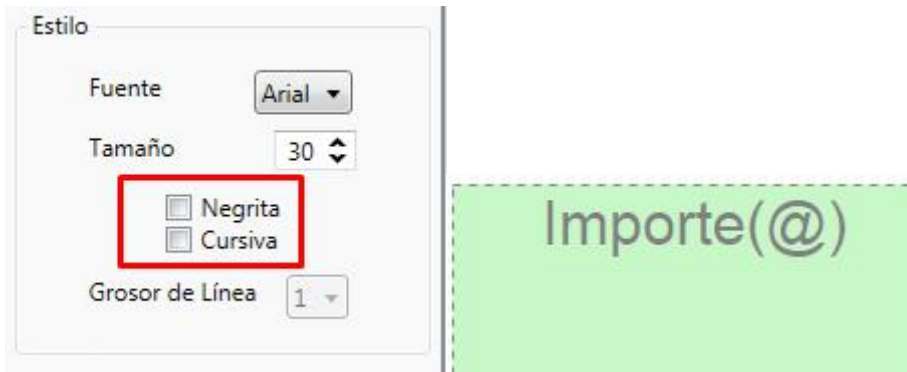 Estilo
Fuente Arial
Tamaño 30
Negrita
Cursiva
Grosor de Línea 1
Importe(@)